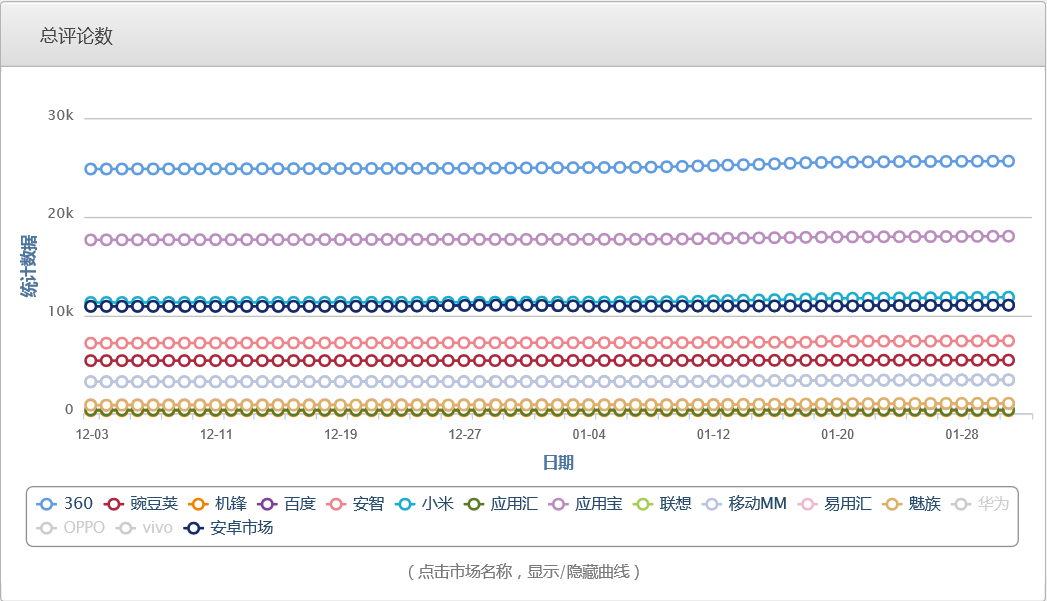 总评论数
30k
20k
10k
0
统计数据
12-03 12-11 12-19 12-27 01-04 01-12 01-20 01-28
日期
360 豌豆荚 机锋 百度 安智 小米 应用汇 应用宝 联想 移动MM 易用汇 魅族 华为
OPPO vivo 安卓市场
（点击市场名称，显示/隐藏曲线）